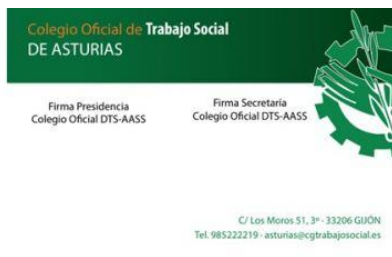 Colegio Oficial de Trabajo Social
DE ASTURIAS
Firma Presidencia
Colegio Oficial DTS-AASS
Firma Secretaría
Colegio Oficial DTS-AASS
C/ Los Moros 51, 3º - 33206 GIJÓN
Tel. 985222219 - asturias@cgtrabajosocial.es